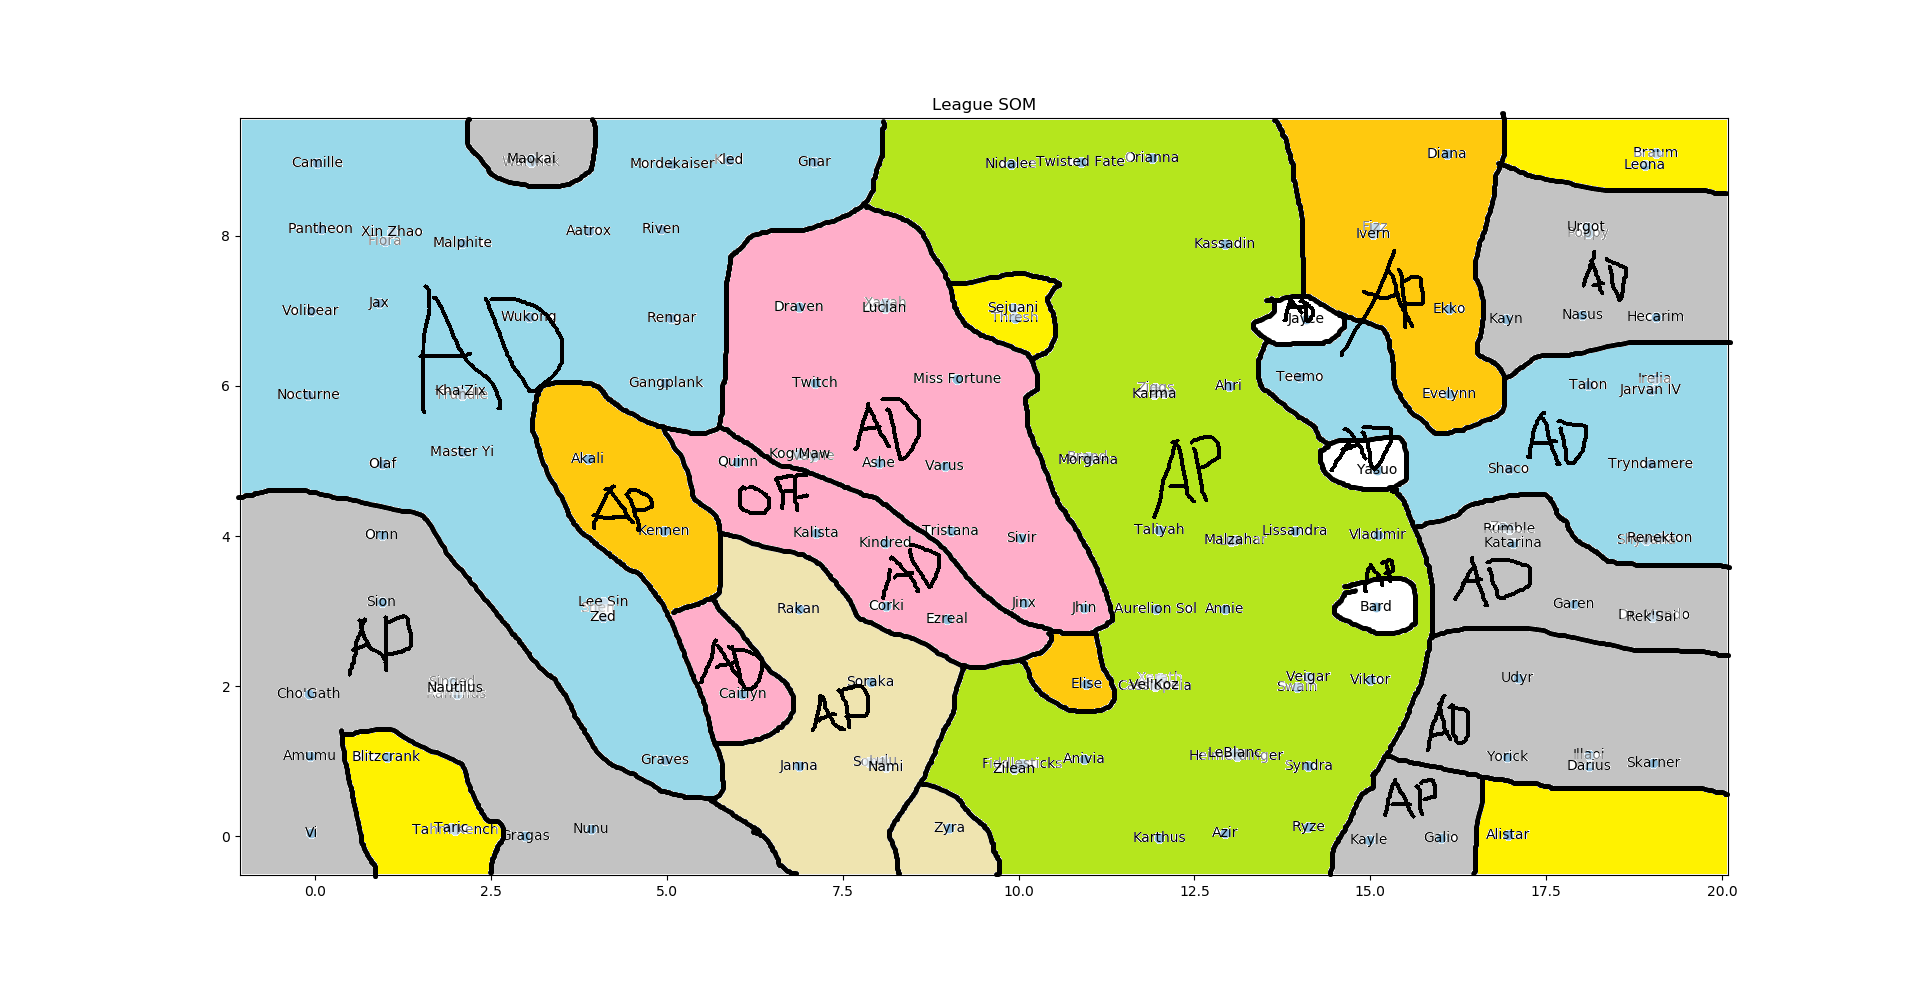 League SOM
Camille Maokai Mordekaiser Kled Gnar Nidalee Twisted Fate Orianna Diana Braum
Leona
Pantheon Xin Zhao Fiora Malphite Aatrox Riven Kassadin Fizz Ivern Urgot Poppy
8
Volibear Jax Wukong Rengar Draven Xayah Lucian Sejuani Thresh AD Jayce AP Ekko Kayn AD Nasus Hecarim
AD
Nocturne Kha'Zix Gangplank Twitch Miss Fortune Ziggs Karma Ahri Teemo Evelynn Talon Irelia Jarvan IV
6
Olaf Master Yi Akali Quinn Kog'Maw Ashe AD Varus Morgana AP AD Yasuo Shaco AD Tryndamere
AP OFF
Ornn Kennen Kalista Kindred Tristana Sivir Taliyah Malzahar Lissandra Vladimir Rumble Katarina Renekton
4
AD AP AD
Sion Lee Sin Zed Rakan Corki Ezreal Jinx Jhin Aurelion Sol Annie Bard Garen Rek'Sai
AP AD
Cho'Gath Singed Nautilus Caitlyn Soraka Elise Vel'Koz Veigar Swain Viktor Udyr
2
AP AD
Amumu Blitzcrank Graves Janna Nami Zilean Anivia LeBlanc Syndra Yorick Illaoi Darius Skarner
AP
Vi Taric Gragas Nunu Zyra Karthus Azir Ryze Kayle Galio Alistar
0
0.0 2.5 5.0 7.5 10.0 12.5 15.0 17.5 20.0